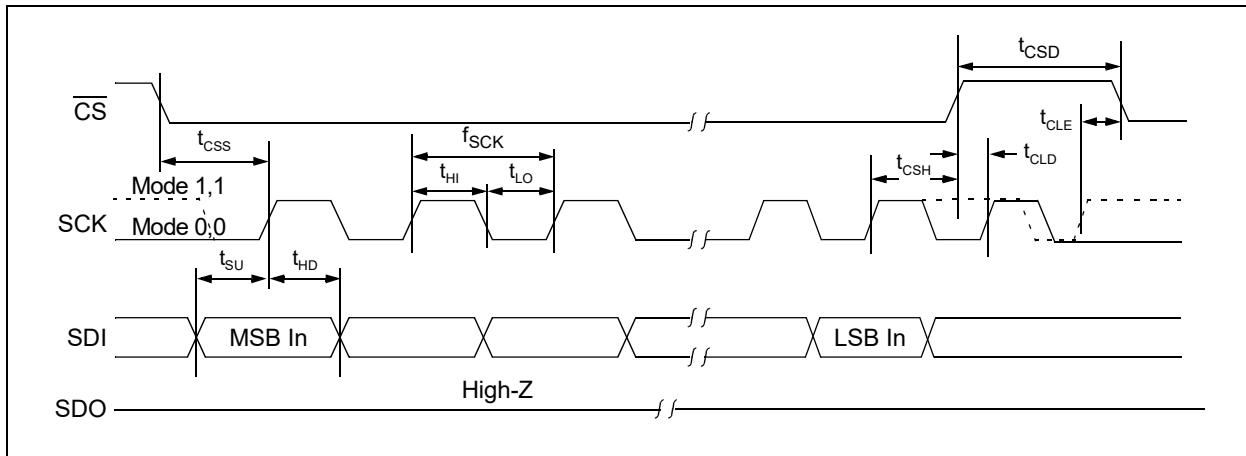 tCSD
CS
tCLE
tCSS
fSCK
tCSH
tCLD
Mode 1,1
tHI
tLO
SCK
Mode 0,0
tSU
tHD
SDI
MSB In
LSB In
High-Z
SDO